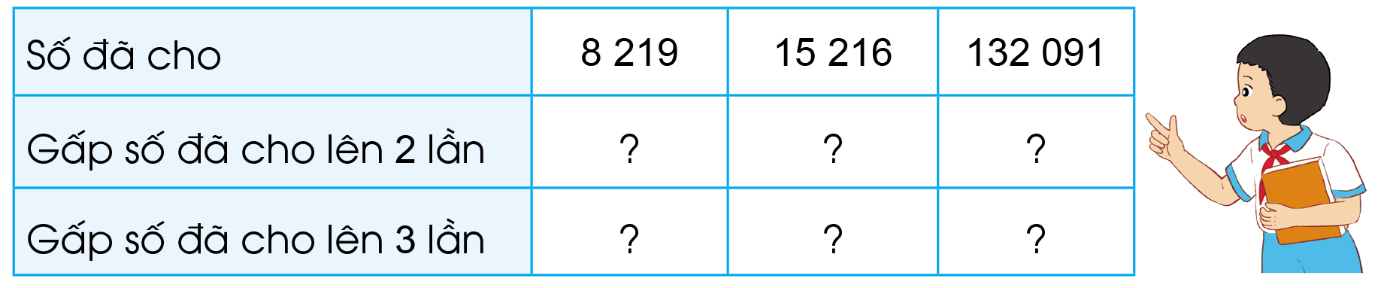 Số đã cho 8 219 15 216 132 091
Gấp số đã cho lên 2 lần ? ? ?
Gấp số đã cho lên 3 lần ? ? ?